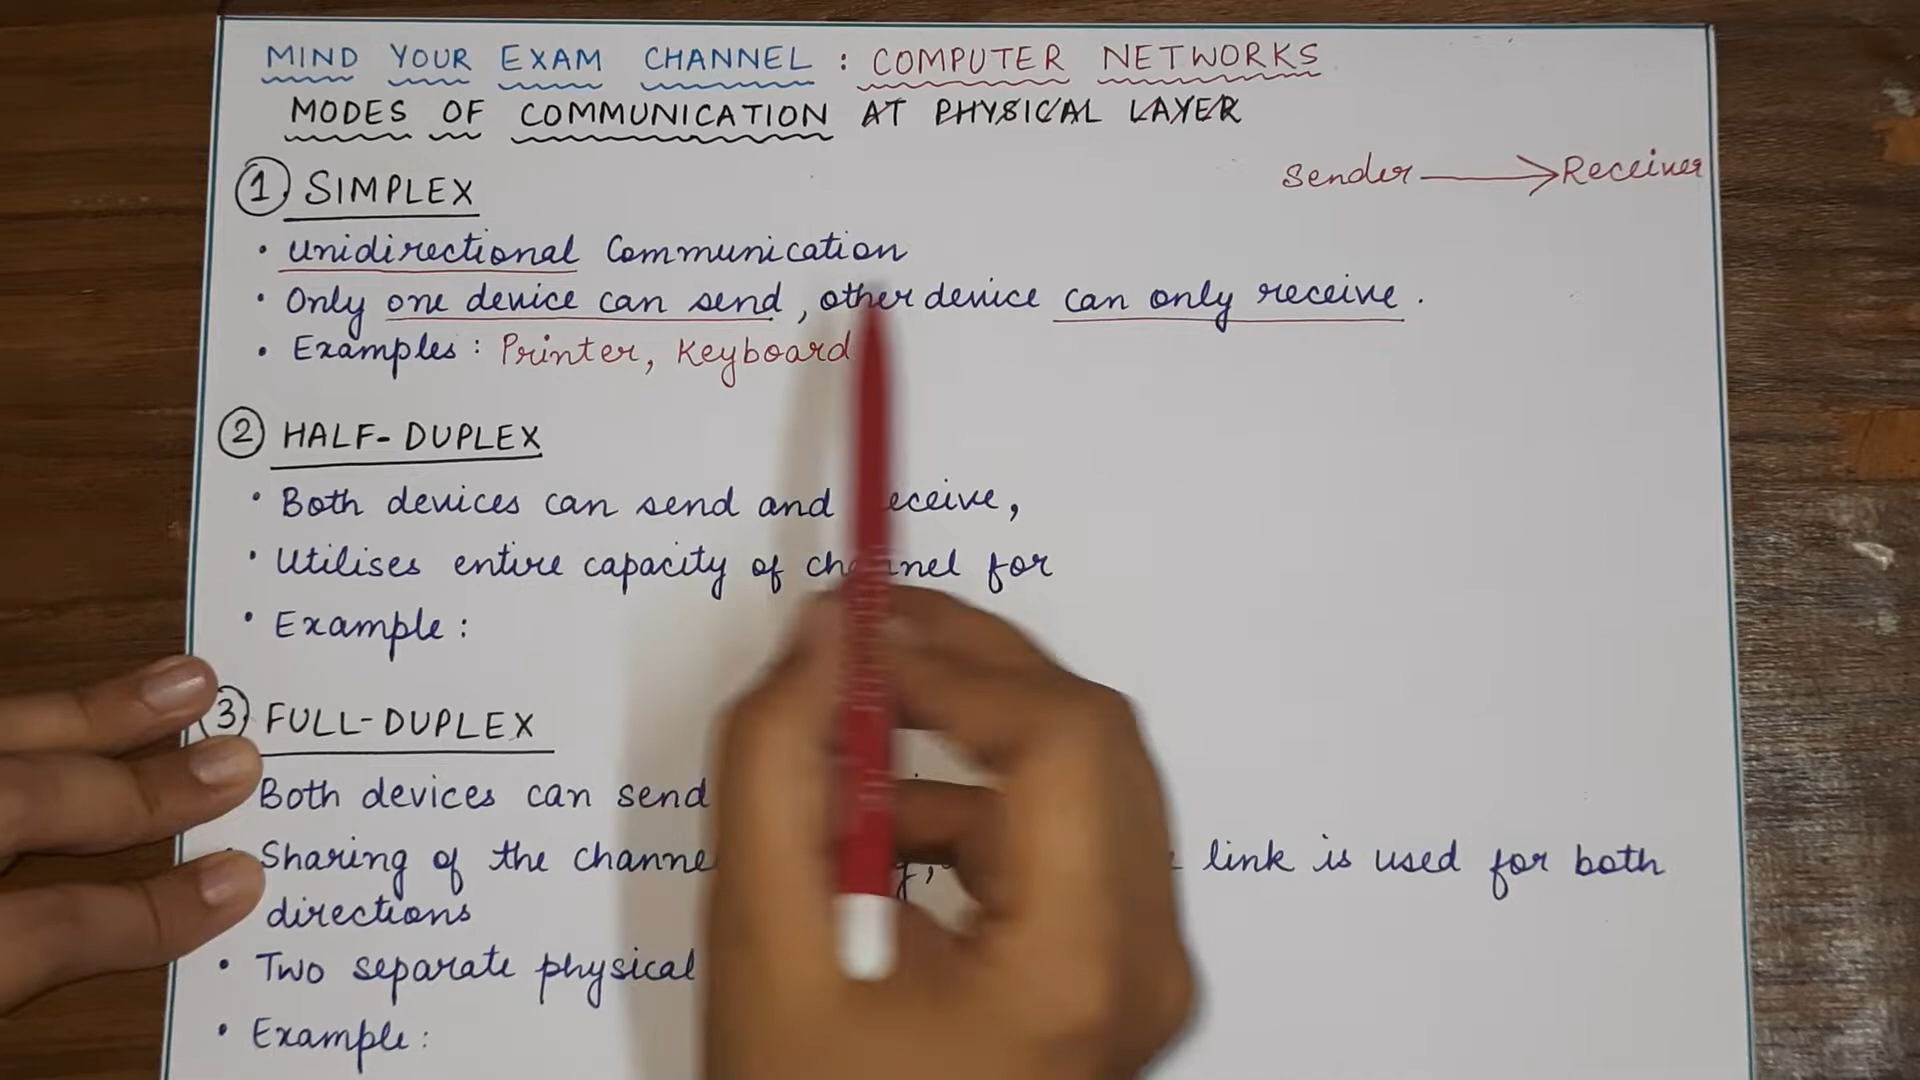 MIND YOUR EXAM CHANNEL : COMPUTER NETWORKS
MODES OF COMMUNICATION AT PHYSICAL LAYER
Sender → Receiver
① SIMPLEX
• Unidirectional Communication
• Only one device can send, other device can only receive.
• Examples: Printer, Keyboard
② HALF-DUPLEX
• Both devices can send and eceive,
• Utilises entire capacity of channel for
• Example:
③ FULL-DUPLEX
Both devices can send
• Sharing of the link is used for both
directions
• Two separate physical
• Example: